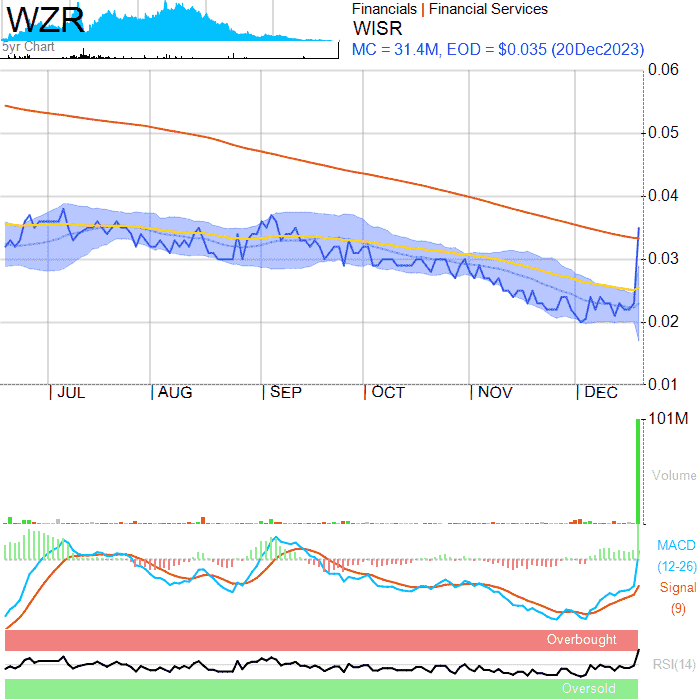 WZR
5yr Chart
Financials | Financial Services
WISR
MC = 31.4M, EOD = $0.035 (20Dec2023)
0.06
0.05
0.04
0.03
0.02
0.01
JUL AUG SEP OCT NOV DEC
101M
Volume
MACD
(12-26)
Signal
(9)
Overbought
RSI(14)
Oversold